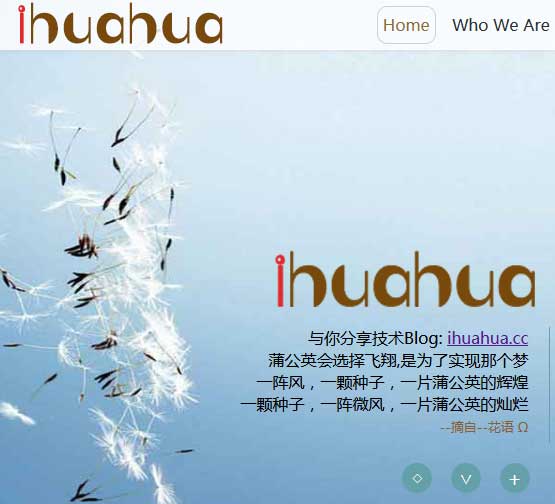 ihuahua
Home Who We Are
ihuahua
与你分享技术Blog: ihuahua.cc
蒲公英会选择飞翔,是为了实现那个梦
一阵风，一颗种子，一片蒲公英的辉煌
一颗种子，一阵微风，一片蒲公英的灿烂
--摘自--花语 Ω